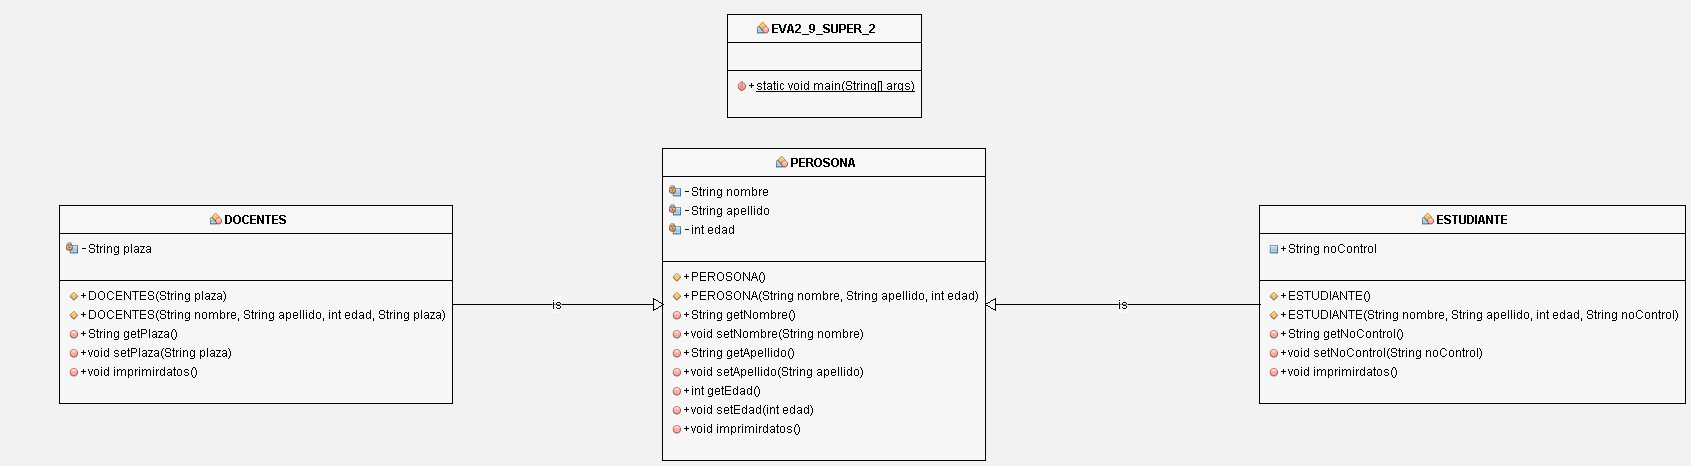 EVA2_9_SUPER_2
+ static void main(String[] args)
DOCENTES
- String plaza
+ DOCENTES(String plaza)
+ DOCENTES(String nombre, String apellido, int edad, String plaza)
+ String getPlaza()
+ void setPlaza(String plaza)
+ void imprimirdatos()
is
PEROSONA
- String nombre
- String apellido
- int edad
+ PEROSONA()
+ PEROSONA(String nombre, String apellido, int edad)
+ String getNombre()
+ void setNombre(String nombre)
+ String getApellido()
+ void setApellido(String apellido)
+ int getEdad()
+ void setEdad(int edad)
+ void imprimirdatos()
is
ESTUDIANTE
+ String noControl
+ ESTUDIANTE()
+ ESTUDIANTE(String nombre, String apellido, int edad, String noControl)
+ String getNoControl()
+ void setNoControl(String noControl)
+ void imprimirdatos()